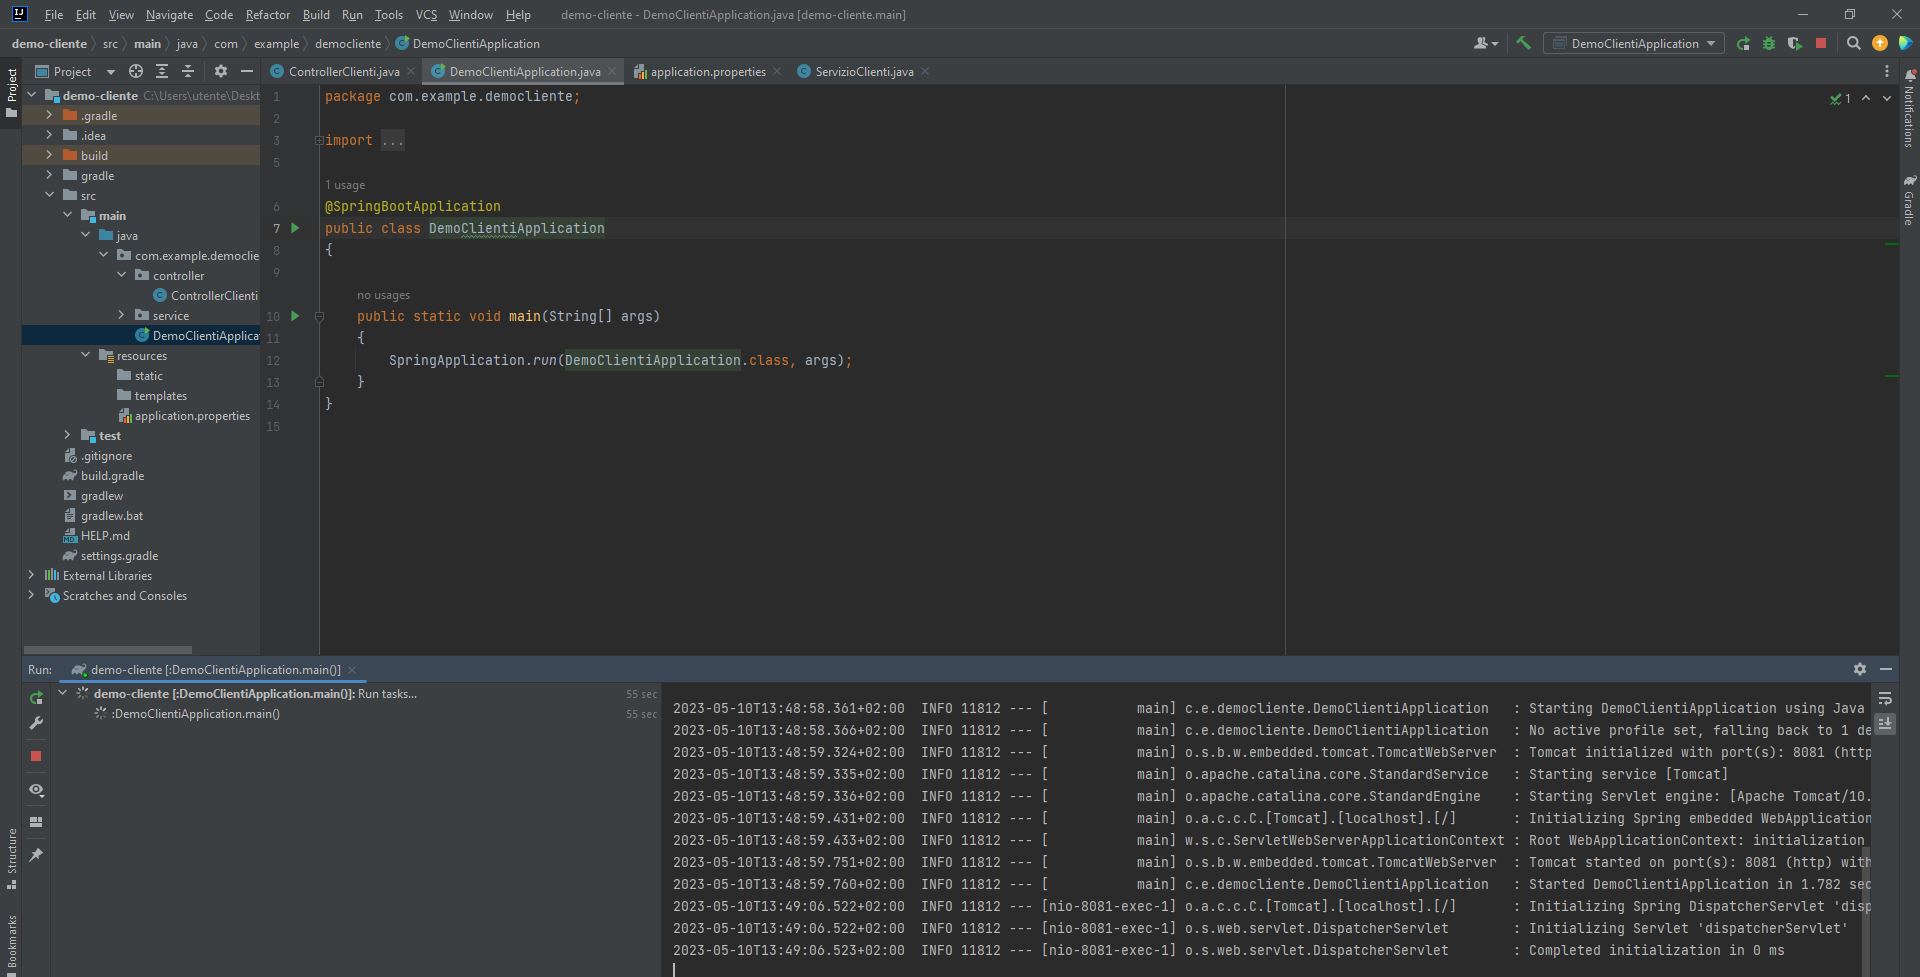 File Edit View Navigate Code Refactor Build Run Tools VCS Window Help demo-cliente - DemoClientiApplication.java [demo-cliente.main]
demo-cliente src main java com example democliente DemoClientiApplication
DemoClientiApplication
Project
ControllerClienti.java DemoClientiApplication.java application.properties ServizioClienti.java
Project
Notifications
Gradle
demo-cliente C:\Users\utente\Deskt
.gradle
.idea
build
gradle
src
main
java
com.example.democlie
controller
ControllerClienti
service
DemoClientiApplica
resources
static
templates
application.properties
test
.gitignore
build.gradle
gradlew
gradlew.bat
HELP.md
settings.gradle
External Libraries
Scratches and Consoles
1 package com.example.democliente;
1
2
3 import ...
5
1 usage
6 @SpringBootApplication
7 public class DemoClientiApplication
8 {
9
no usages
10 public static void main(String[] args)
11 {
12 SpringApplication.run(DemoClientiApplication.class, args);
13 }
14 }
15
Run: demo-cliente [:DemoClientiApplication.main()]
demo-cliente [:DemoClientiApplication.main()]: Run tasks... 55 sec
:DemoClientiApplication.main() 55 sec
2023-05-10T13:48:58.361+02:00 INFO 11812 --- [ main] c.e.democliente.DemoClientiApplication : Starting DemoClientiApplication using Java
2023-05-10T13:48:58.366+02:00 INFO 11812 --- [ main] c.e.democliente.DemoClientiApplication : No active profile set, falling back to 1 de
2023-05-10T13:48:59.324+02:00 INFO 11812 --- [ main] o.s.b.w.embedded.tomcat.TomcatWebServer : Tomcat initialized with port(s): 8081 (http
2023-05-10T13:48:59.335+02:00 INFO 11812 --- [ main] o.apache.catalina.core.StandardService : Starting service [Tomcat]
2023-05-10T13:48:59.336+02:00 INFO 11812 --- [ main] o.apache.catalina.core.StandardEngine : Starting Servlet engine: [Apache Tomcat/10.
2023-05-10T13:48:59.431+02:00 INFO 11812 --- [ main] o.a.c.c.C.[Tomcat].[localhost].[/] : Initializing Spring embedded WebApplication
2023-05-10T13:48:59.433+02:00 INFO 11812 --- [ main] w.s.c.ServletWebServerApplicationContext : Root WebApplicationContext: initialization
2023-05-10T13:48:59.751+02:00 INFO 11812 --- [ main] o.s.b.w.embedded.tomcat.TomcatWebServer : Tomcat started on port(s): 8081 (http) with
2023-05-10T13:48:59.760+02:00 INFO 11812 --- [ main] c.e.democliente.DemoClientiApplication : Started DemoClientiApplication in 1.782 sec
2023-05-10T13:49:06.522+02:00 INFO 11812 --- [nio-8081-exec-1] o.a.c.c.C.[Tomcat].[localhost].[/] : Initializing Spring DispatcherServlet 'disp
2023-05-10T13:49:06.522+02:00 INFO 11812 --- [nio-8081-exec-1] o.s.web.servlet.DispatcherServlet : Initializing Servlet 'dispatcherServlet'
2023-05-10T13:49:06.523+02:00 INFO 11812 --- [nio-8081-exec-1] o.s.web.servlet.DispatcherServlet : Completed initialization in 0 ms
Structure
Bookmarks